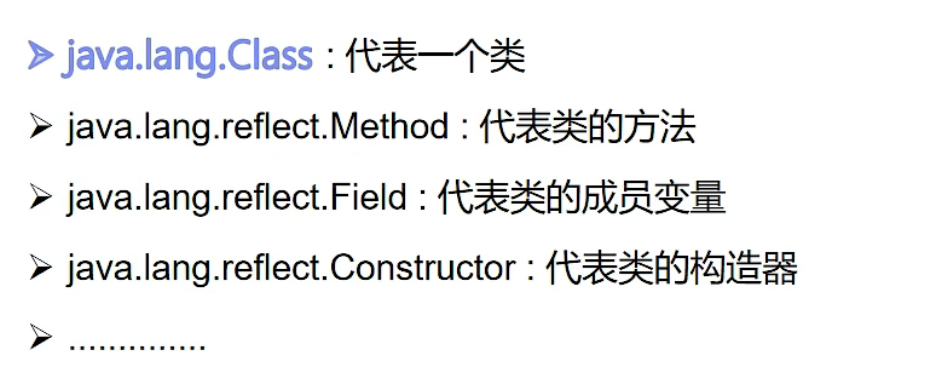 ➢ java.lang.Class : 代表一个类
➢ java.lang.reflect.Method : 代表类的方法
➢ java.lang.reflect.Field : 代表类的成员变量
➢ java.lang.reflect.Constructor : 代表类的构造器
➢ ..............